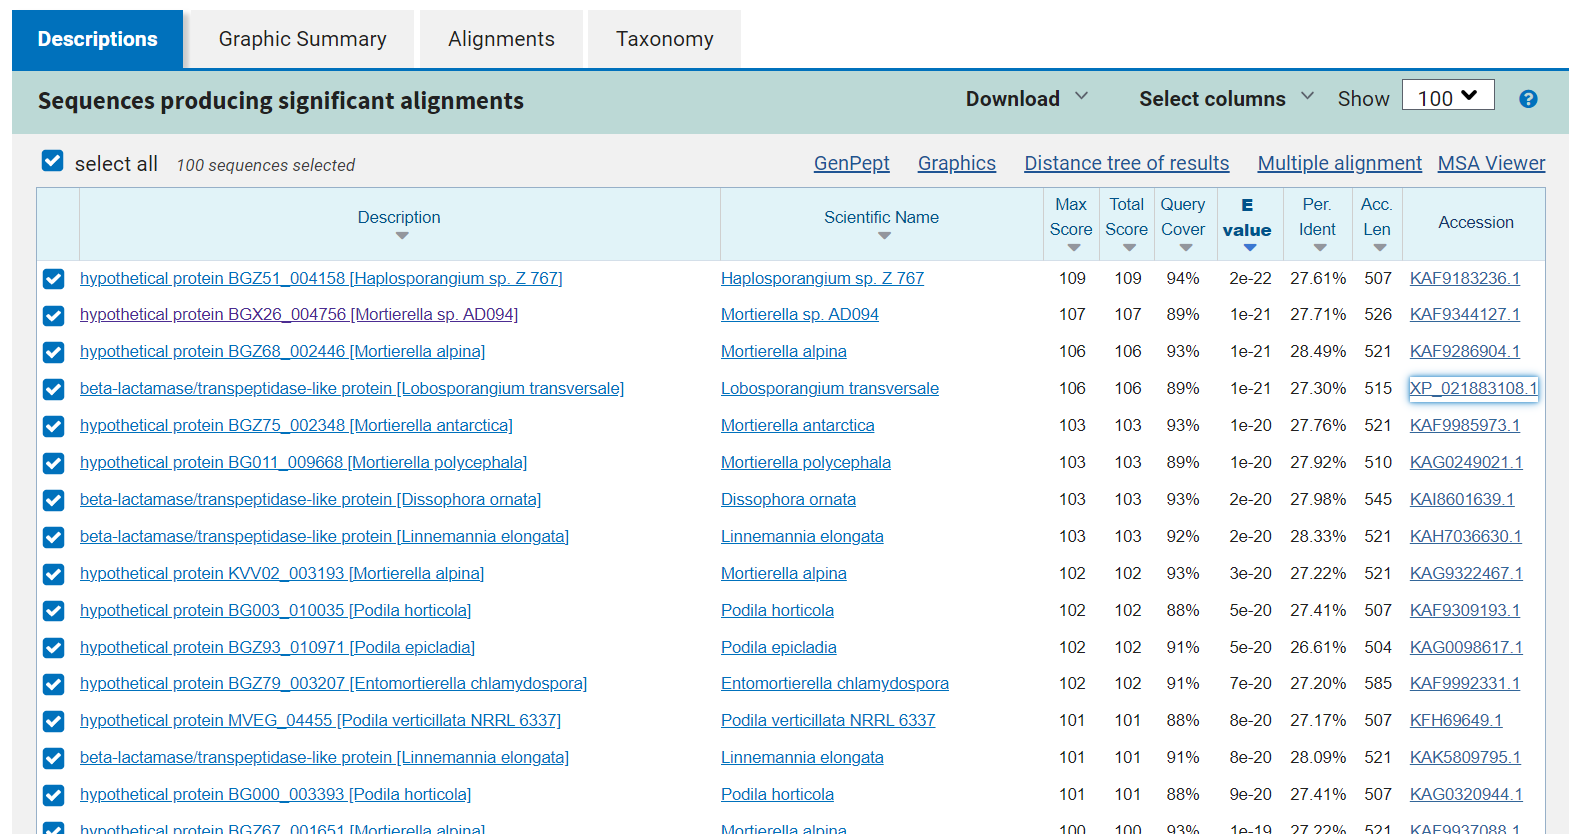 Descriptions Graphic Summary Alignments Taxonomy
Sequences producing significant alignments Download Select columns Show 100 ?
select all 100 sequences selected GenPept Graphics Distance tree of results Multiple alignment MSA Viewer
Description Scientific Name Max Score Total Score Query Cover E value Per. Ident Acc. Len Accession
hypothetical protein BGZ51_004158 [Haplosporangium sp. Z 767] Haplosporangium sp. Z 767 109 109 94% 2e-22 27.61% 507 KAF9183236.1
hypothetical protein BGX26_004756 [Mortierella sp. AD094] Mortierella sp. AD094 107 107 89% 1e-21 27.71% 526 KAF9344127.1
hypothetical protein BGZ68_002446 [Mortierella alpina] Mortierella alpina 106 106 93% 1e-21 28.49% 521 KAF9286904.1
beta-lactamase/transpeptidase-like protein [Lobosporangium transversale] Lobosporangium transversale 106 106 89% 1e-21 27.30% 515 XP_021883108.1
hypothetical protein BGZ75_002348 [Mortierella antarctica] Mortierella antarctica 103 103 93% 1e-20 27.76% 521 KAF9985973.1
hypothetical protein BG011_009668 [Mortierella polycephala] Mortierella polycephala 103 103 89% 1e-20 27.92% 510 KAG0249021.1
beta-lactamase/transpeptidase-like protein [Dissophora ornata] Dissophora ornata 103 103 93% 2e-20 27.98% 545 KAI8601639.1
beta-lactamase/transpeptidase-like protein [Linnemannia elongata] Linnemannia elongata 103 103 92% 2e-20 28.33% 521 KAH7036630.1
hypothetical protein KVV02_003193 [Mortierella alpina] Mortierella alpina 102 102 93% 3e-20 27.22% 521 KAG9322467.1
hypothetical protein BG003_010035 [Podila horticola] Podila horticola 102 102 88% 5e-20 27.41% 507 KAF9309193.1
hypothetical protein BGZ93_010971 [Podila epicladia] Podila epicladia 102 102 91% 5e-20 26.61% 504 KAG0098617.1
hypothetical protein BGZ79_003207 [Entomortierella chlamydospora] Entomortierella chlamydospora 102 102 91% 7e-20 27.20% 585 KAF9992331.1
hypothetical protein MVEG_04455 [Podila verticillata NRRL 6337] Podila verticillata NRRL 6337 101 101 88% 8e-20 27.17% 507 KFH69649.1
beta-lactamase/transpeptidase-like protein [Linnemannia elongata] Linnemannia elongata 101 101 91% 8e-20 28.09% 521 KAK5809795.1
hypothetical protein BG000_003393 [Podila horticola] Podila horticola 101 101 88% 9e-20 27.41% 507 KAG0320944.1
hypothetical protein BGZ67_001651 [Mortierella alpina] Mortierella alpina 100 100 93% 1e-19 27.22% 521 KAF9937088.1